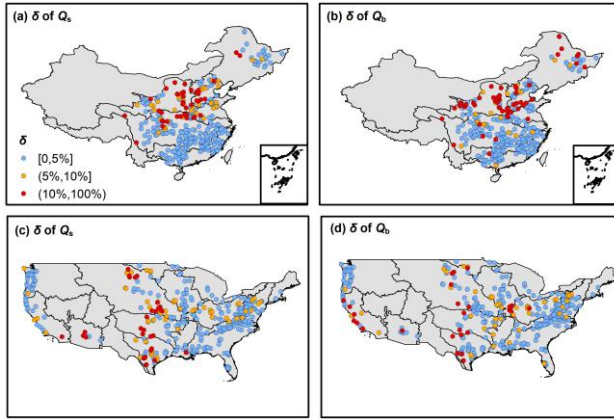 (a) δ of Qs
(b) δ of Qb
δ
[0,5%]
(5%,10%]
(10%,100%)
(c) δ of Qs
(d) δ of Qb